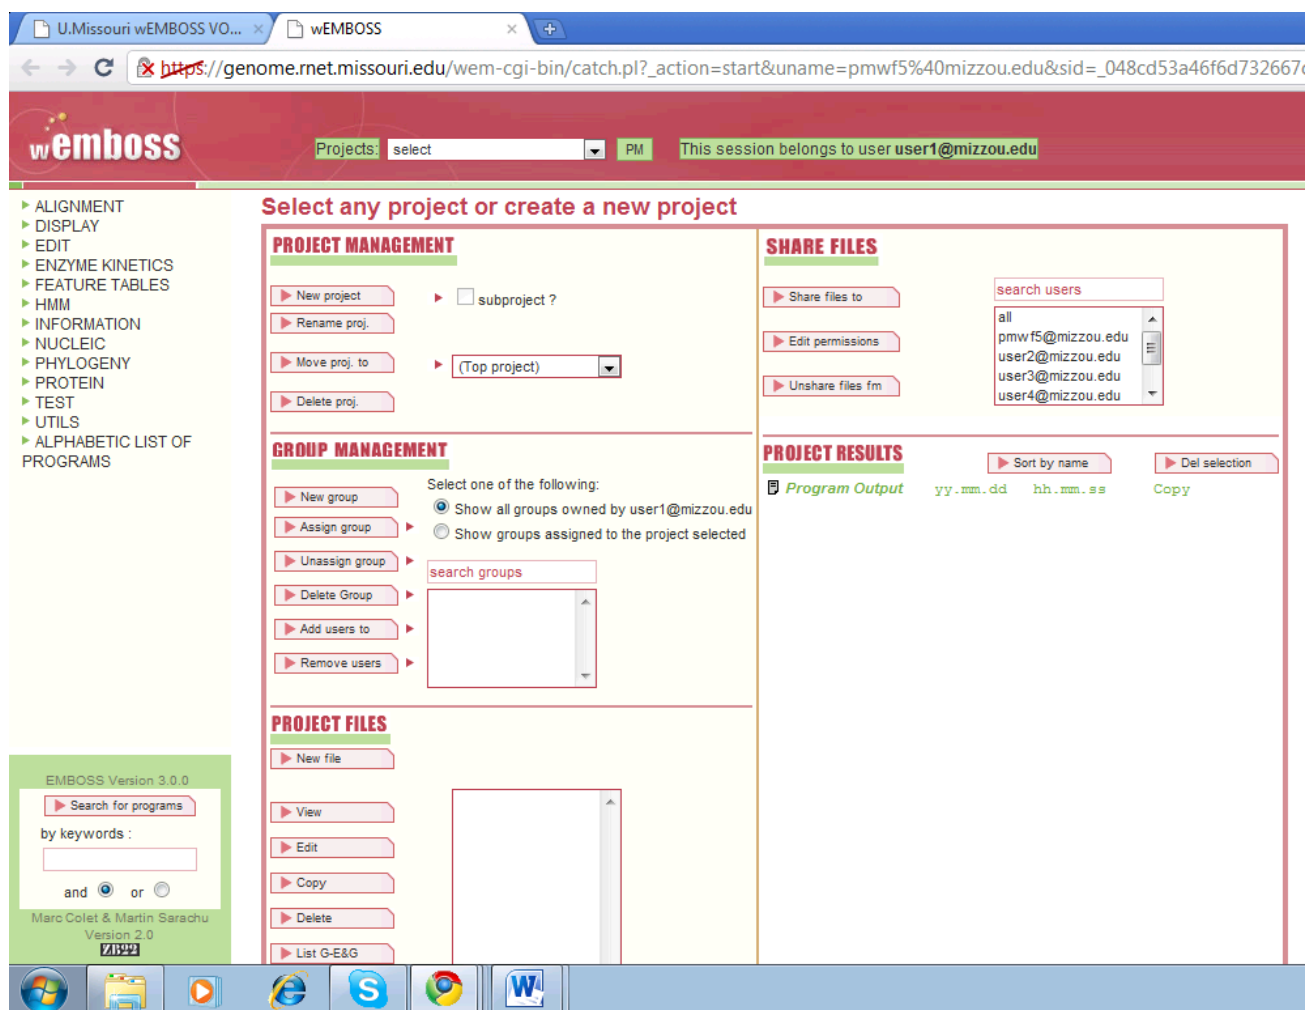 U.Missouri wEMBOSS VO...
wEMBOSS
https://genome.rnet.missouri.edu/wem-cgi-bin/catch.pl?_action=start&uname=pmwf5%40mizzou.edu&sid=_048cd53a46f6d732667
wemboss
Projects: select
PM
This session belongs to user user1@mizzou.edu
ALIGNMENT
DISPLAY
EDIT
ENZYME KINETICS
FEATURE TABLES
HMM
INFORMATION
NUCLEIC
PHYLOGENY
PROTEIN
TEST
UTILS
ALPHABETIC LIST OF
PROGRAMS
EMBOSS Version 3.0.0
Search for programs
by keywords :
and or
Marc Colet & Martin Sarachu
Version 2.0
ZB22
Select any project or create a new project
PROJECT MANAGEMENT
New project
subproject ?
Rename proj.
Move proj. to
(Top project)
Delete proj.
GROUP MANAGEMENT
Select one of the following:
New group
Show all groups owned by user1@mizzou.edu
Assign group
Show groups assigned to the project selected
Unassign group
search groups
Delete Group
Add users to
Remove users
PROJECT FILES
New file
View
Edit
Copy
Delete
List G-E&G
SHARE FILES
Share files to
search users
all
pmwf5@mizzou.edu
Edit permissions
user2@mizzou.edu
user3@mizzou.edu
Unshare files fm
user4@mizzou.edu
PROJECT RESULTS
Sort by name
Del selection
Program Output yy.mm.dd hh.mm.ss Copy